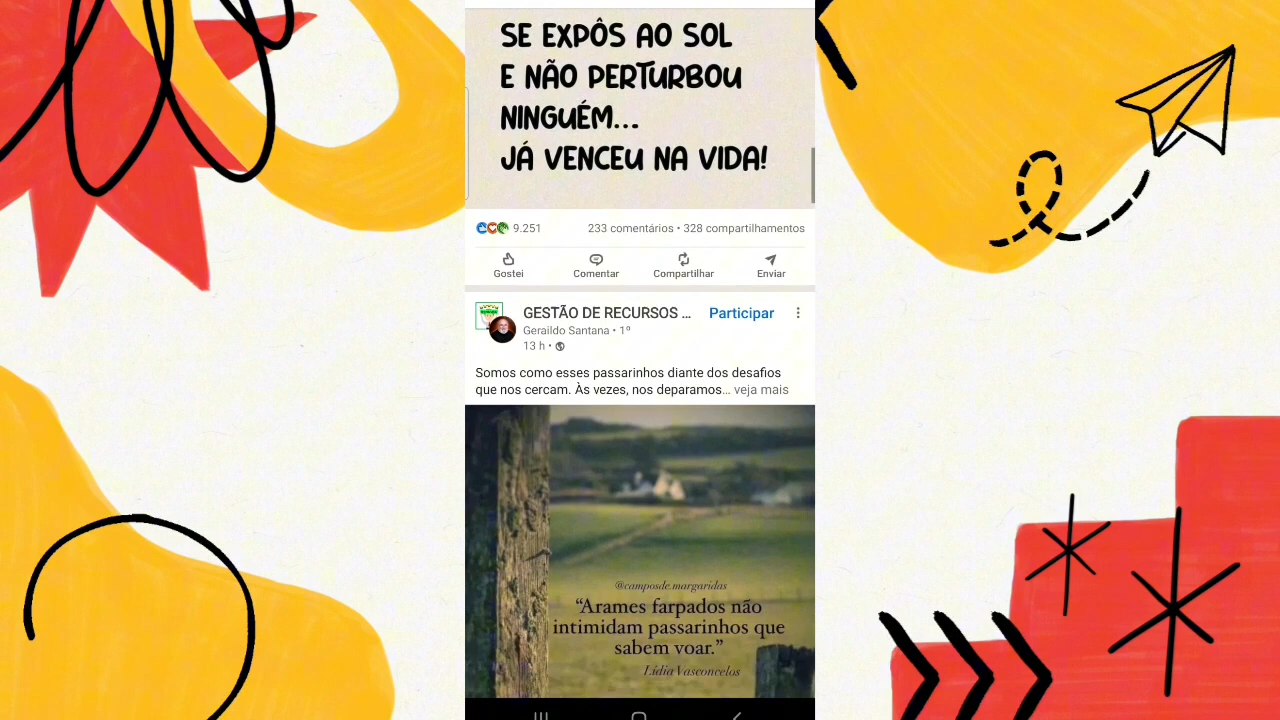 SE EXPÔS AO SOL
E NÃO PERTURBOU
NINGUÉM...
JÁ VENCEU NA VIDA!
9.251
233 comentários • 328 compartilhamentos
Gostei
Comentar
Compartilhar
Enviar
GESTÃO DE RECURSOS ...
Participar
Geraildo Santana • 1º
13 h •
Somos como esses passarinhos diante dos desafios
que nos cercam. Às vezes, nos deparamos... veja mais
@camposde.margaridas
“Arames farpados não
intimidam passarinhos que
sabem voar.”
Lídia Vasconcelos